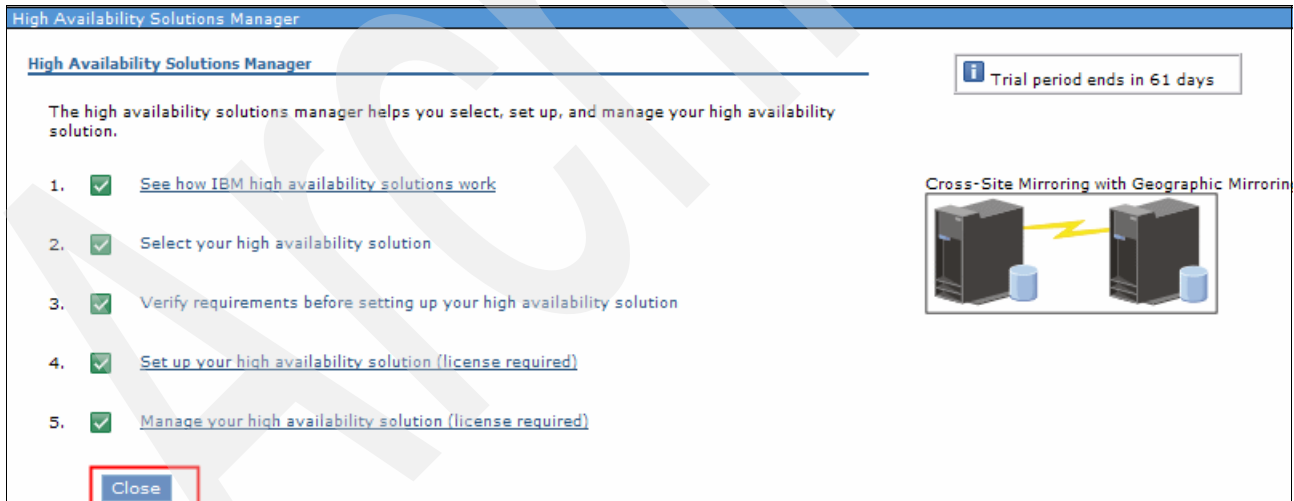 High Availability Solutions Manager
High Availability Solutions Manager
Trial period ends in 61 days
The high availability solutions manager helps you select, set up, and manage your high availability
solution.
1. See how IBM high availability solutions work
2. Select your high availability solution
3. Verify requirements before setting up your high availability solution
4. Set up your high availability solution (license required)
5. Manage your high availability solution (license required)
Cross-Site Mirroring with Geographic Mirroring
Close